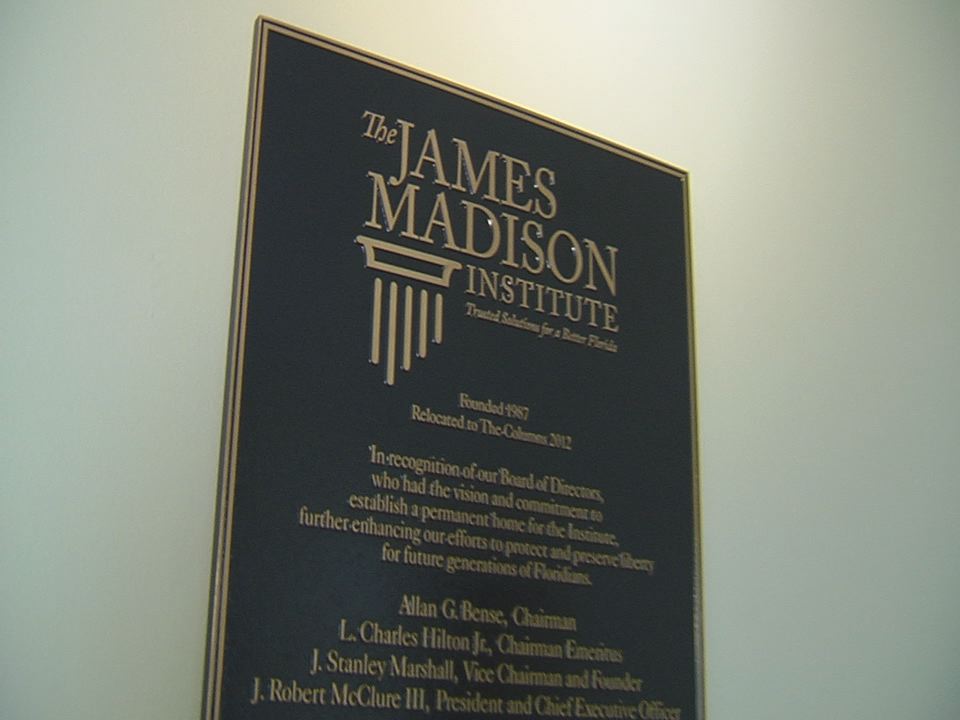 The JAMES
MADISON
INSTITUTE
Trusted Solutions for a Better Florida
Founded 1987
Relocated to The Columns 2012
In recognition of our Board of Directors,
who had the vision and commitment to
establish a permanent home for the Institute,
further enhancing our efforts to protect and preserve liberty
for future generations of Floridians.
Allan G. Bense, Chairman
L. Charles Hilton Jr., Chairman Emeritus
J. Stanley Marshall, Vice Chairman and Founder
J. Robert McClure III, President and Chief Executive Officer